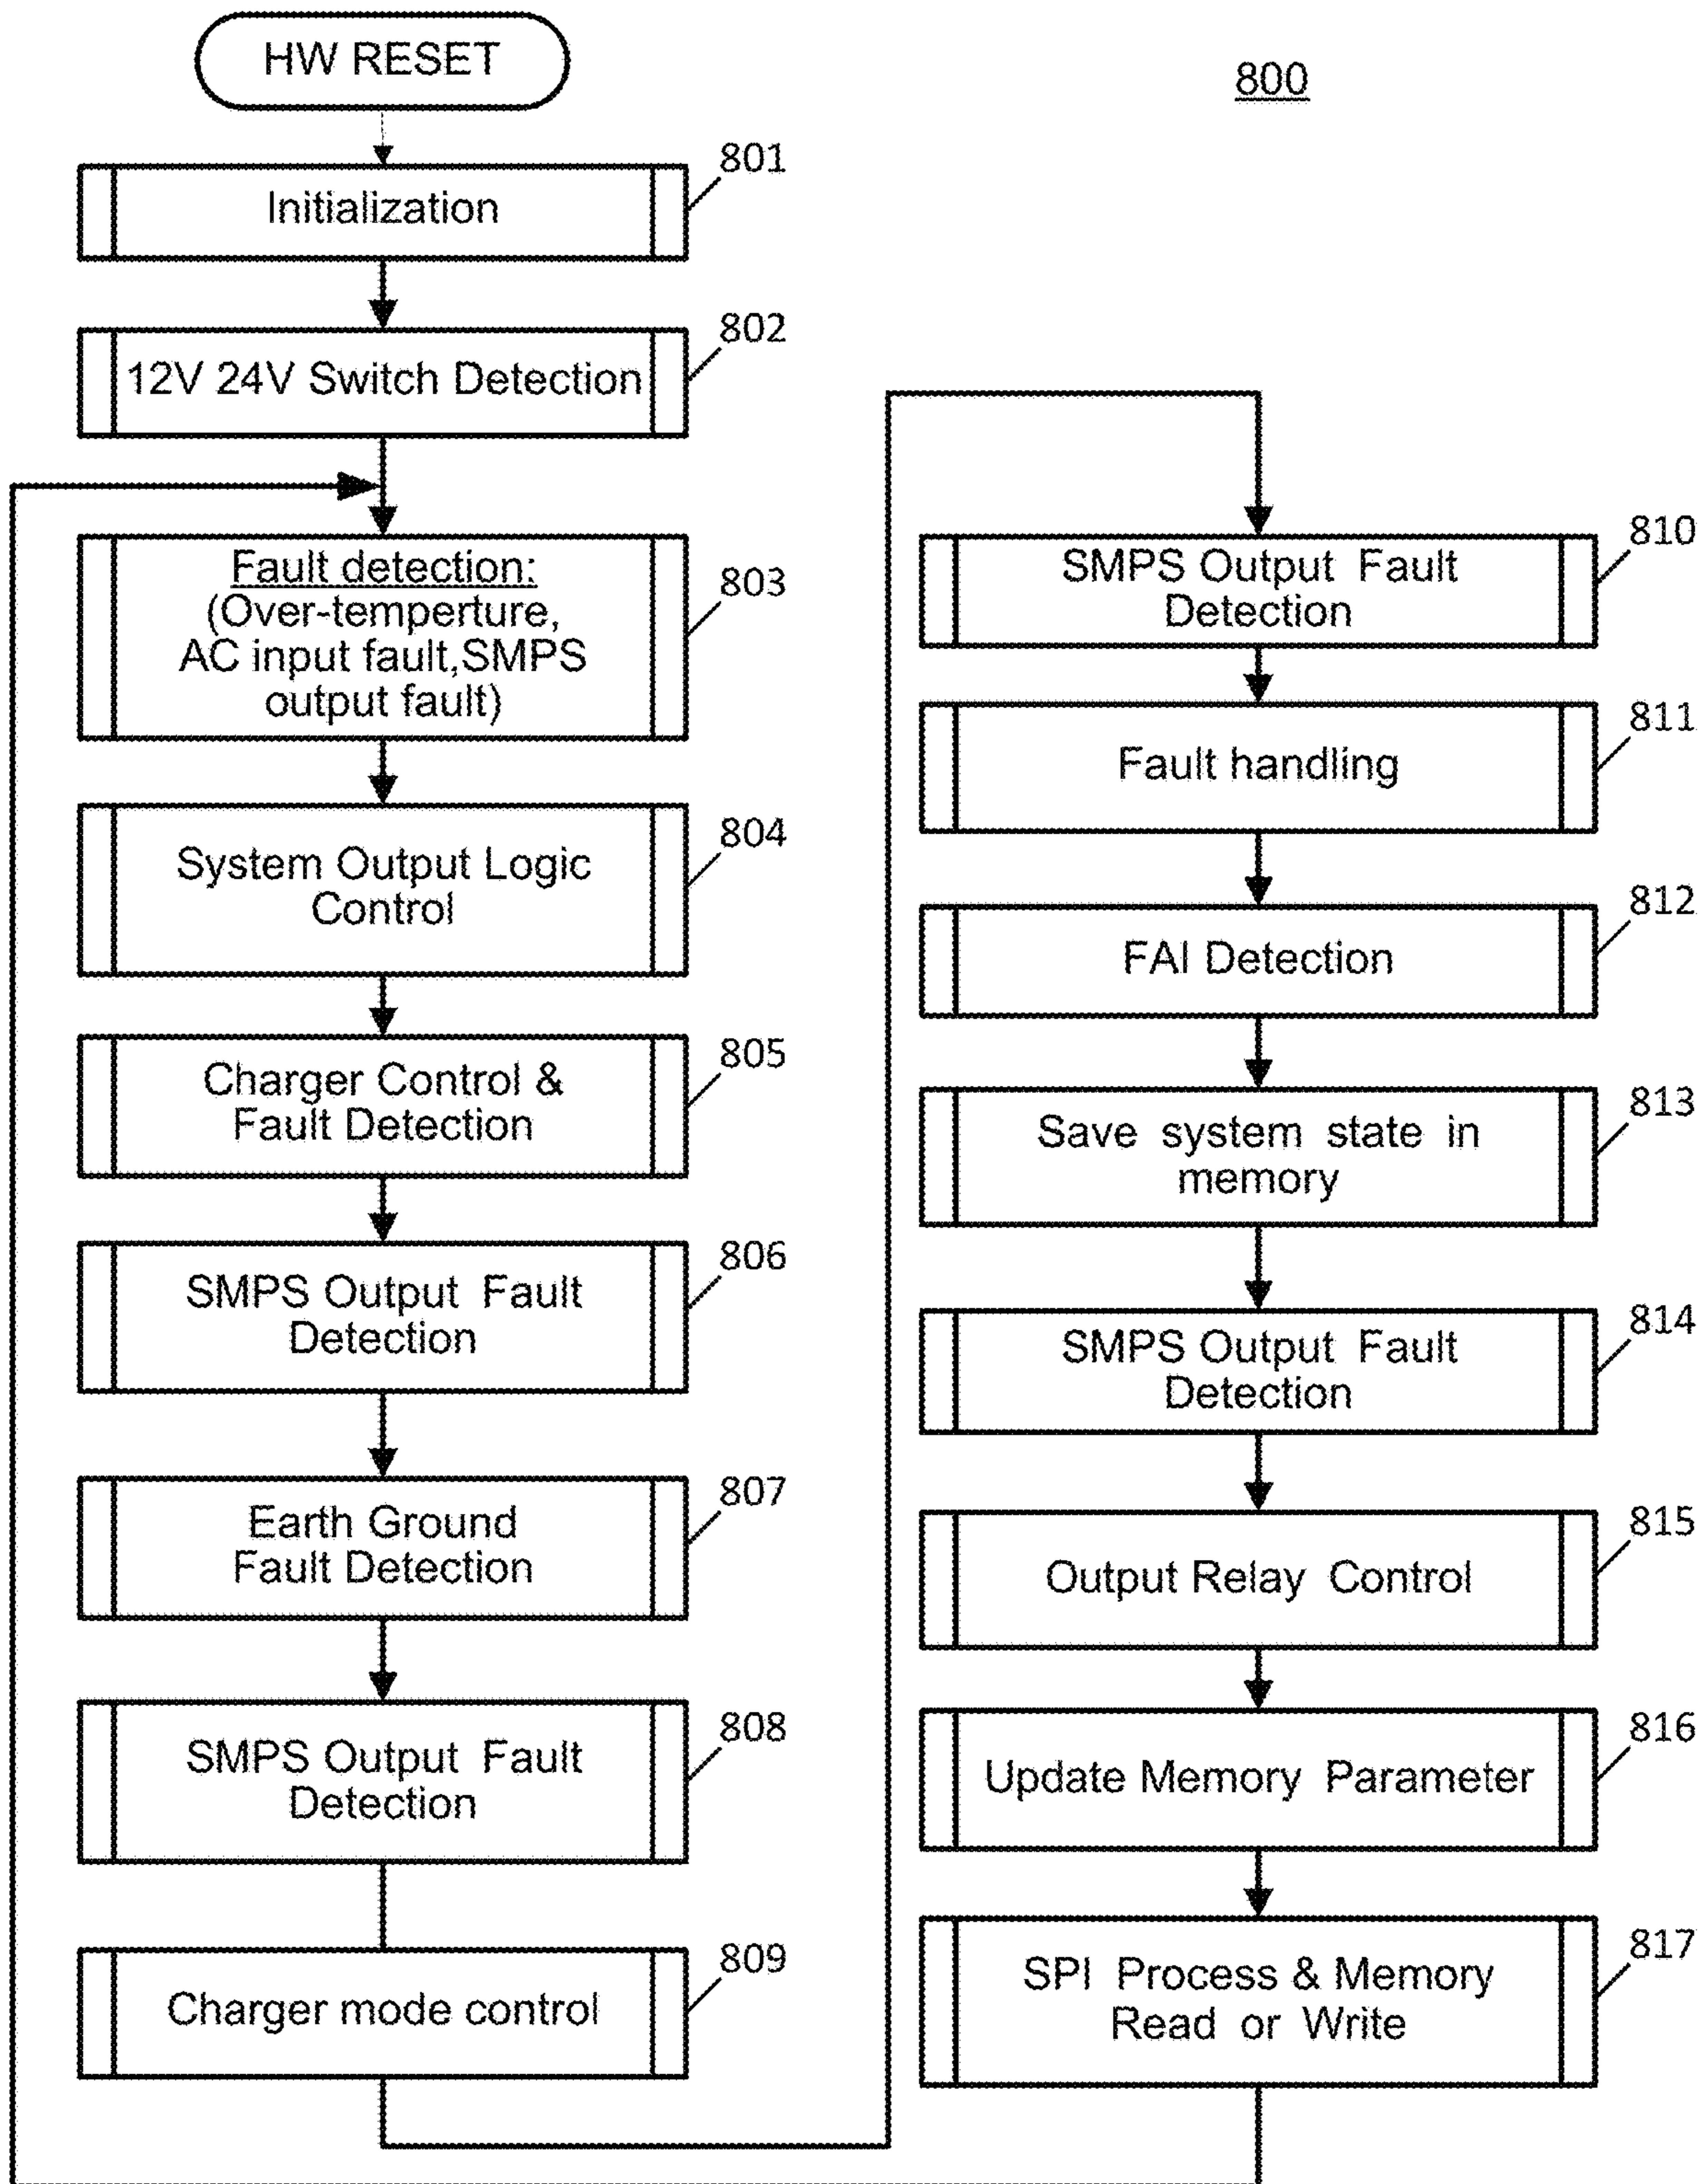 HW RESET
800
801
Initialization
802
12V 24V Switch Detection
803
Fault detection:
(Over-temperture,
AC input fault,SMPS
output fault)
804
System Output Logic
Control
805
Charger Control &
Fault Detection
806
SMPS Output Fault
Detection
807
Earth Ground
Fault Detection
808
SMPS Output Fault
Detection
809
Charger mode control
810
SMPS Output Fault
Detection
811
Fault handling
812
FAI Detection
813
Save system state in
memory
814
SMPS Output Fault
Detection
815
Output Relay Control
816
Update Memory Parameter
817
SPI Process & Memory
Read or Write